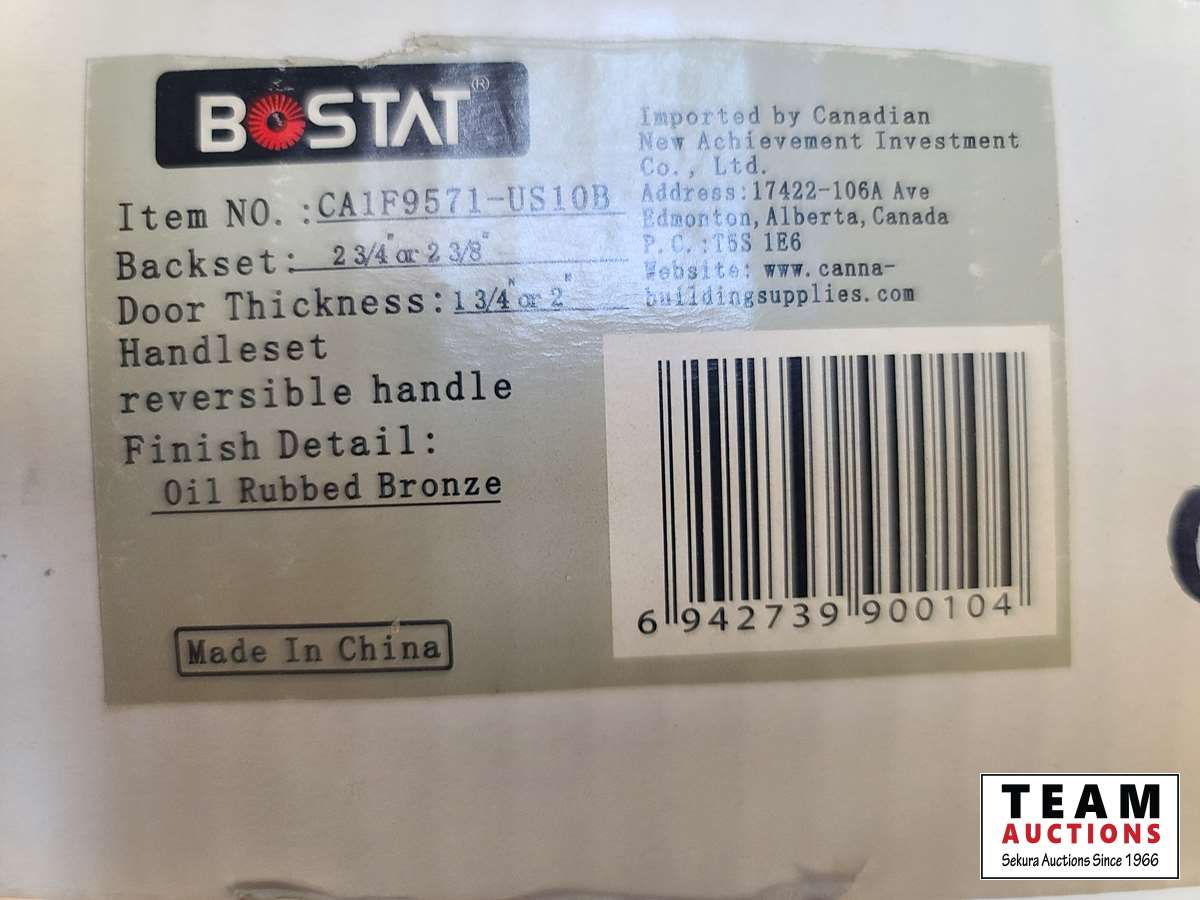 BOSTAT®
Item NO. :CA1F9571-US10B
Backset: 2 3/4" or 2 3/8"
Door Thickness: 1 3/4" or 2"
Handleset
reversible handle
Finish Detail:
Oil Rubbed Bronze
Made In China
Imported by Canadian
New Achievement Investment
Co., Ltd.
Address:17422-106A Ave
Edmonton, Alberta, Canada
P.C.:T5S 1E6
Website: www.canna-
buildingsupplies.com
6 942739 900104
TEAM
AUCTIONS
Sekura Auctions Since 1966